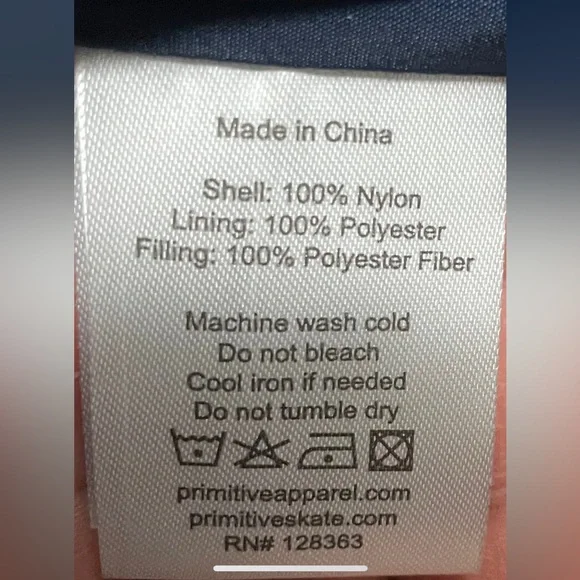 Made in China
Shell: 100% Nylon
Lining: 100% Polyester
Filling: 100% Polyester Fiber
Machine wash cold
Do not bleach
Cool iron if needed
Do not tumble dry
primitiveapparel.com
primitiveskate.com
RN# 128363